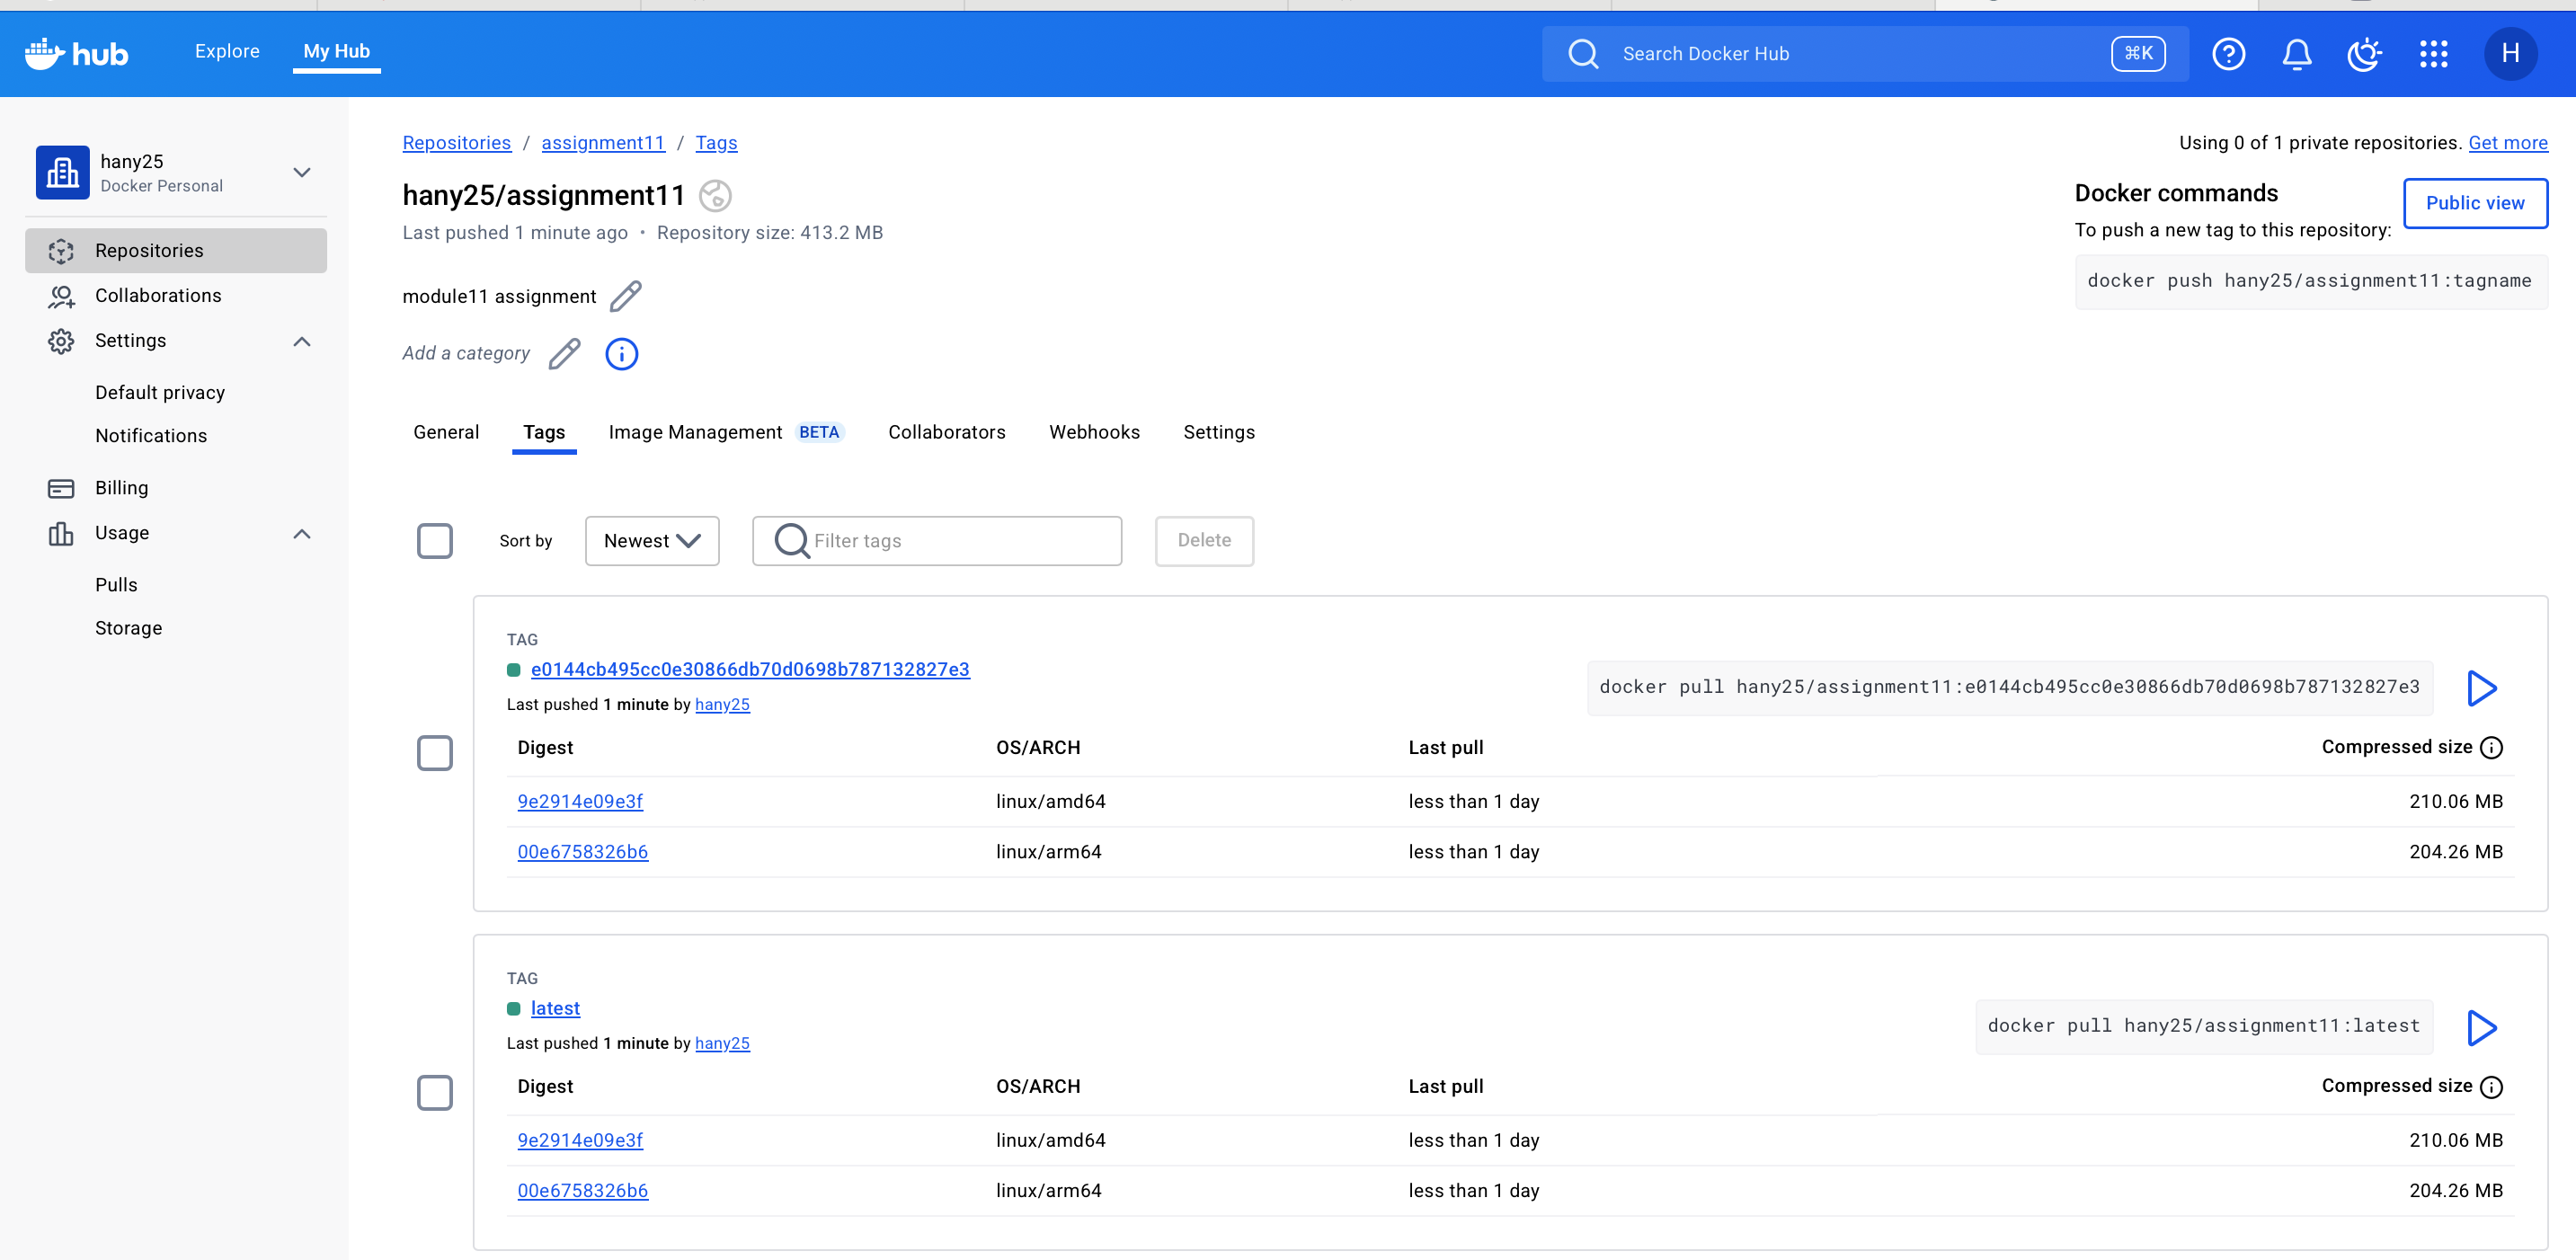 hub
Explore
My Hub
Search Docker Hub
⌘K
H
hany25
Docker Personal
Repositories
Collaborations
Settings
Default privacy
Notifications
Billing
Usage
Pulls
Storage
Repositories / assignment11 / Tags
Using 0 of 1 private repositories. Get more
hany25/assignment11
Last pushed 1 minute ago • Repository size: 413.2 MB
Docker commands
Public view
To push a new tag to this repository:
docker push hany25/assignment11:tagname
module11 assignment
Add a category
General
Tags
Image Management BETA
Collaborators
Webhooks
Settings
Sort by
Newest
Filter tags
Delete
TAG
e0144cb495cc0e30866db70d0698b787132827e3
docker pull hany25/assignment11:e0144cb495cc0e30866db70d0698b787132827e3
Last pushed 1 minute by hany25
Digest OS/ARCH Last pull Compressed size
9e2914e09e3f linux/amd64 less than 1 day 210.06 MB
00e6758326b6 linux/arm64 less than 1 day 204.26 MB
TAG
latest
docker pull hany25/assignment11:latest
Last pushed 1 minute by hany25
Digest OS/ARCH Last pull Compressed size
9e2914e09e3f linux/amd64 less than 1 day 210.06 MB
00e6758326b6 linux/arm64 less than 1 day 204.26 MB